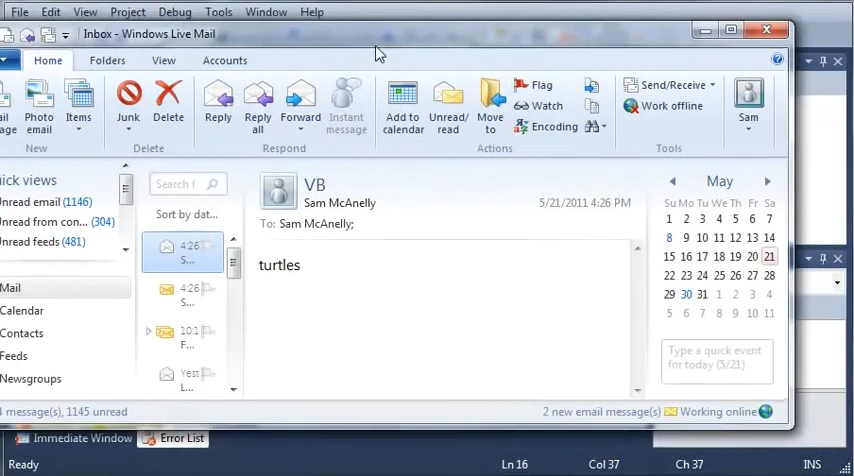 File Edit View Project Debug Tools Window Help
Inbox - Windows Live Mail
Home Folders View Accounts
Photo email Items Junk Delete Reply Reply all Forward Instant message Add to calendar Unread/ read Move to Flag Watch Encoding Send/Receive Work offline Sam
New Delete Respond Actions Tools
uick views
Unread email (1146)
Unread from con... (304)
Unread feeds (481)
Mail
Calendar
Contacts
Feeds
Newsgroups
Search f
Sort by dat...
4:26
S...
4:26
S...
10:1
F...
Yest
L...
VB
Sam McAnelly 5/21/2011 4:26 PM
To: Sam McAnelly;
turtles
May
Su Mo Tu We Th Fr Sa
1 2 3 4 5 6 7
8 9 10 11 12 13 14
15 16 17 18 19 20 21
22 23 24 25 26 27 28
29 30 31 1 2 3 4
5 6 7 8 9 10 11
Type a quick event
for today (5/21)
4 message(s), 1145 unread 2 new email message(s) Working online
Immediate Window Error List
Ready Ln 16 Col 37 Ch 37 INS